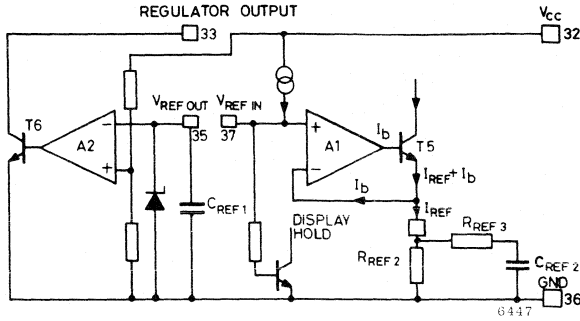 REGULATOR OUTPUT
33
VCC
32
T6
A2
−
+
VREF OUT
35
VREF IN
37
+
−
A1
Ib
T5
IREF + Ib
Ib
IREF
CREF 1
DISPLAY
HOLD
RREF 2
RREF 3
CREF 2
GND
36
6447